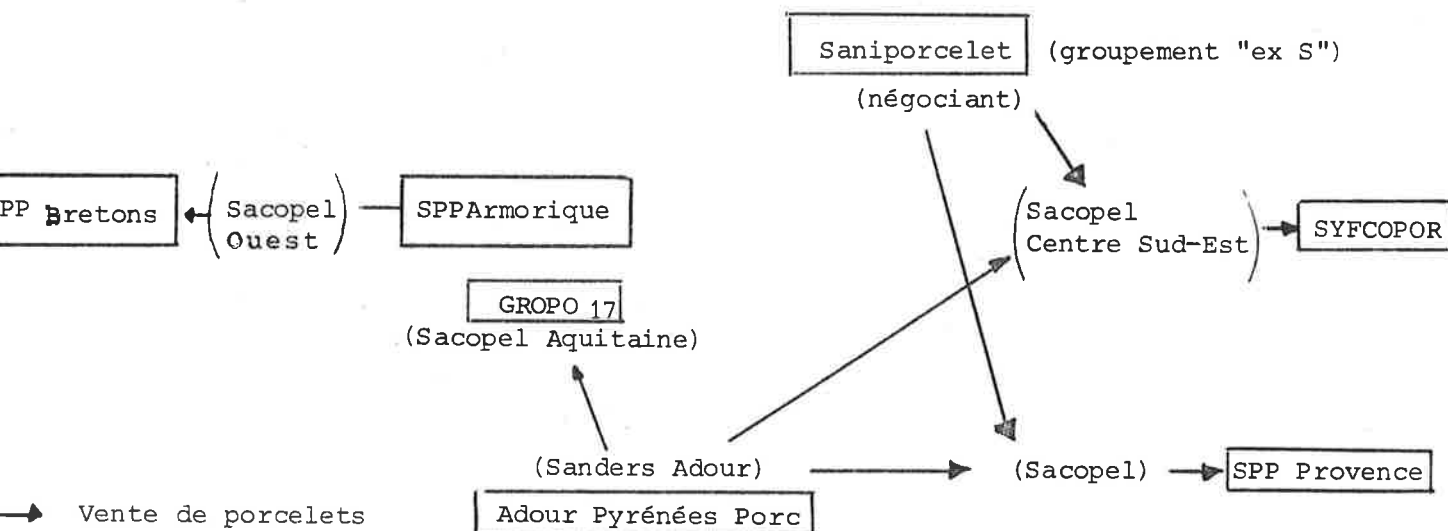 Saniporcelet (groupement "ex S")
(négociant)
PP Bretons
(Sacopel
Ouest)
SPPArmorique
(Sacopel
Centre Sud-Est)
SYFCOPOR
GROPO 17
(Sacopel Aquitaine)
(Sanders Adour)
(Sacopel)
SPP Provence
Vente de porcelets
Adour Pyrénées Porc